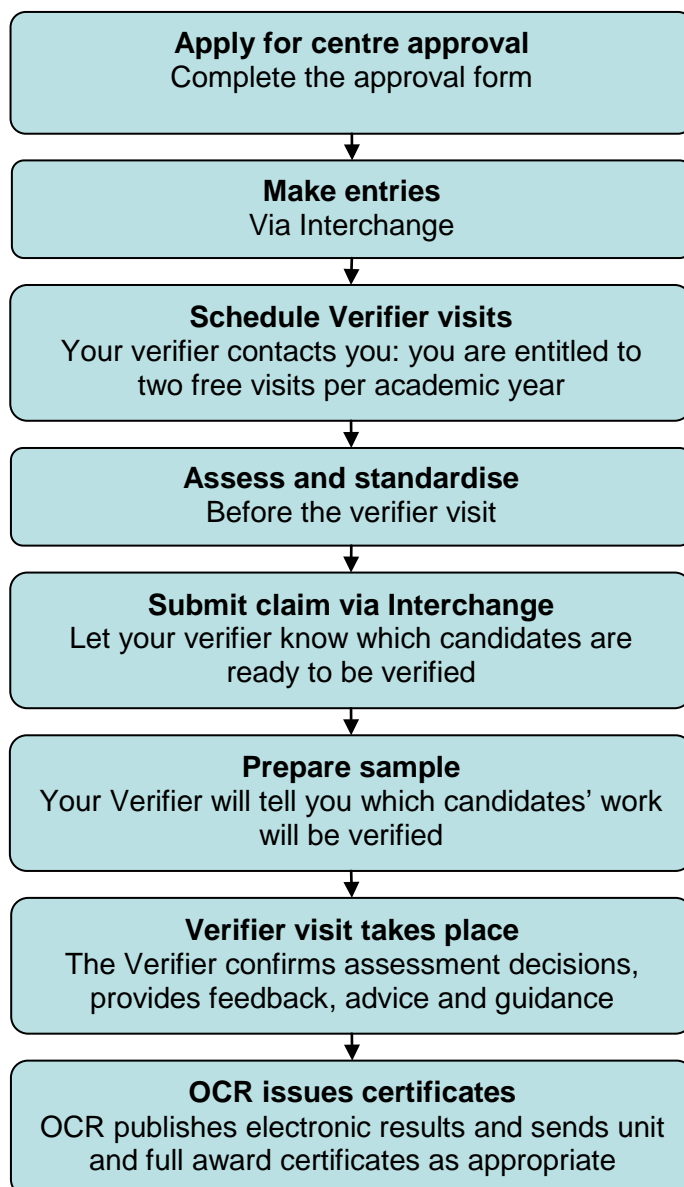 Apply for centre approval
Complete the approval form
Make entries
Via Interchange
Schedule Verifier visits
Your verifier contacts you: you are entitled to
two free visits per academic year
Assess and standardise
Before the verifier visit
Submit claim via Interchange
Let your verifier know which candidates are
ready to be verified
Prepare sample
Your Verifier will tell you which candidates’ work
will be verified
Verifier visit takes place
The Verifier confirms assessment decisions,
provides feedback, advice and guidance
OCR issues certificates
OCR publishes electronic results and sends unit
and full award certificates as appropriate